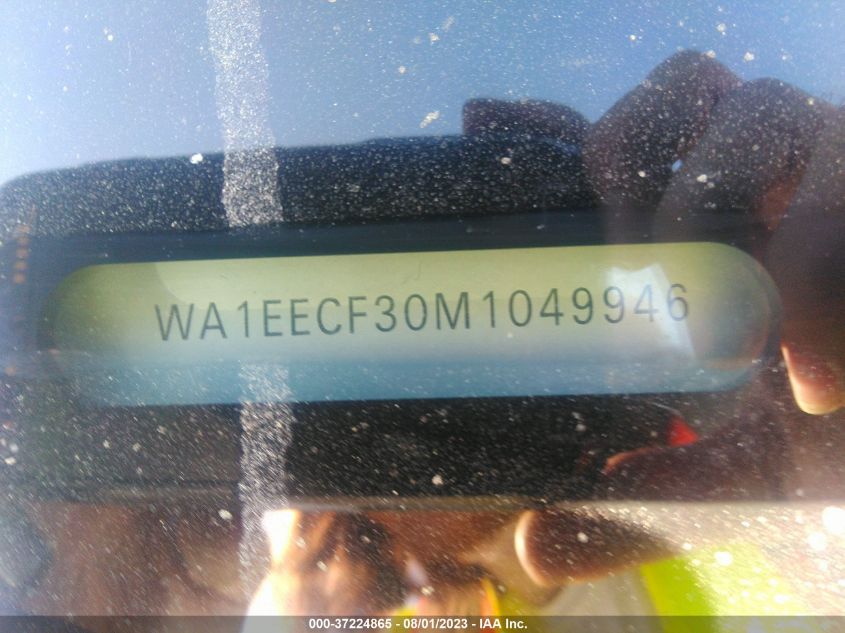 WA1EECF30M1049946
000-37224865 - 08/01/2023 - IAA Inc.